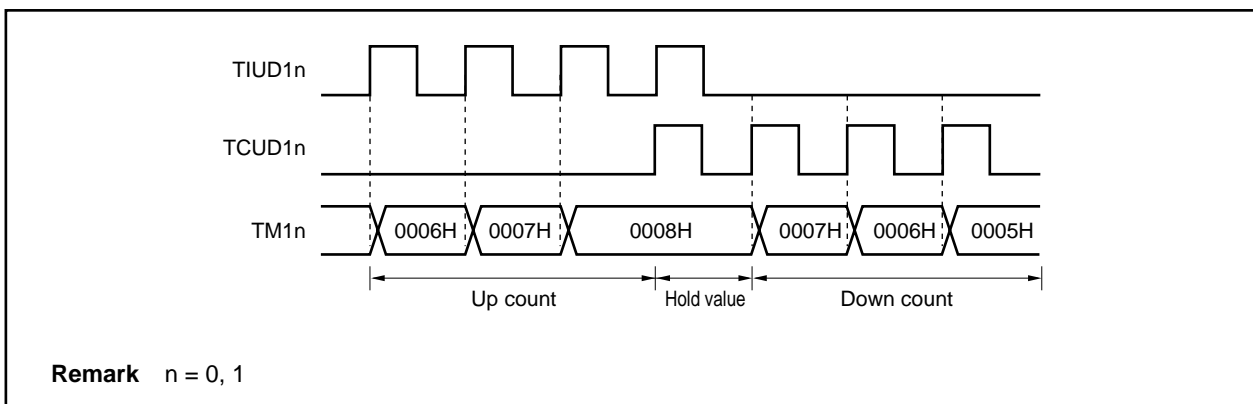 TIUD1n
TCUD1n
TM1n 0006H 0007H 0008H 0007H 0006H 0005H
Up count Hold value Down count
Remark n = 0, 1